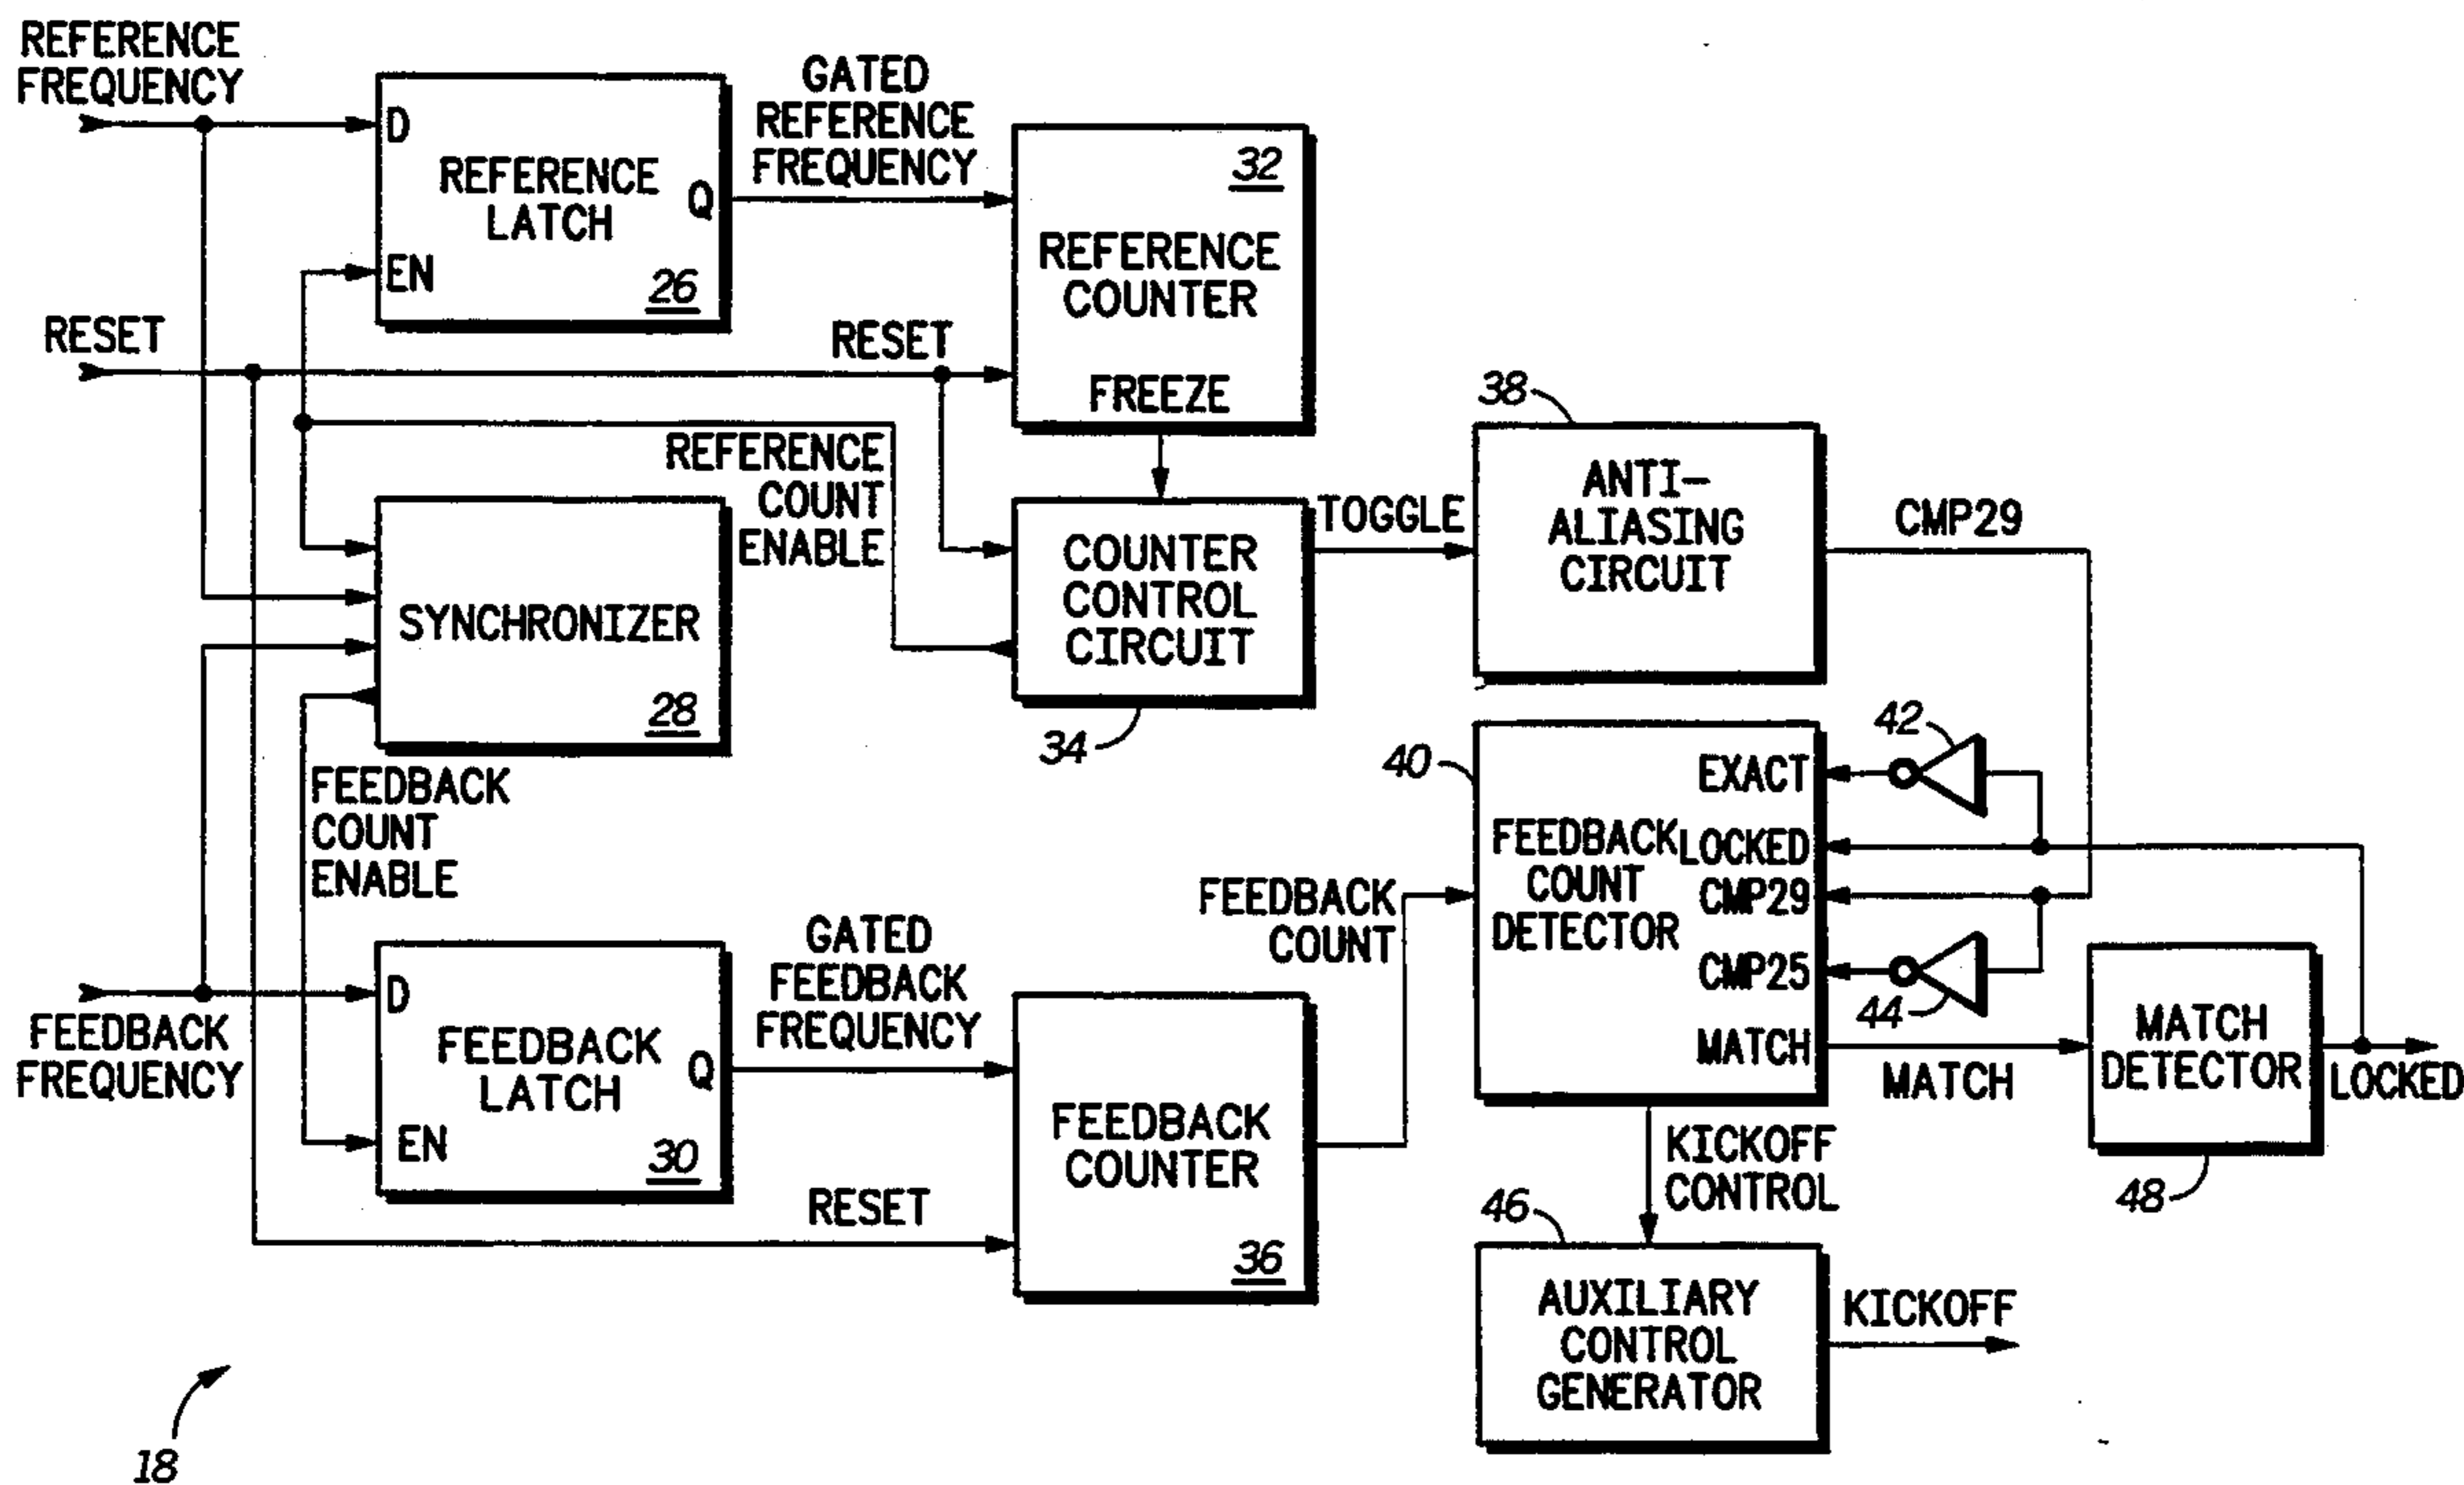 REFERENCE
FREQUENCY
D
REFERENCE
LATCH
Q
EN
26
GATED
REFERENCE
FREQUENCY
32
REFERENCE
COUNTER
FREEZE
RESET
RESET
REFERENCE
COUNT
ENABLE
SYNCHRONIZER
28
COUNTER
CONTROL
CIRCUIT
34
TOGGLE
38
ANTI-
ALIASING
CIRCUIT
CMP29
FEEDBACK
COUNT
ENABLE
40
FEEDBACK
COUNT
DETECTOR
EXACT
LOCKED
CMP29
CMP25
MATCH
42
44
FEEDBACK
COUNT
FEEDBACK
FREQUENCY
D
FEEDBACK
LATCH
Q
EN
30
GATED
FEEDBACK
FREQUENCY
RESET
FEEDBACK
COUNTER
36
MATCH
MATCH
DETECTOR
48
LOCKED
KICKOFF
CONTROL
46
AUXILIARY
CONTROL
GENERATOR
KICKOFF
18